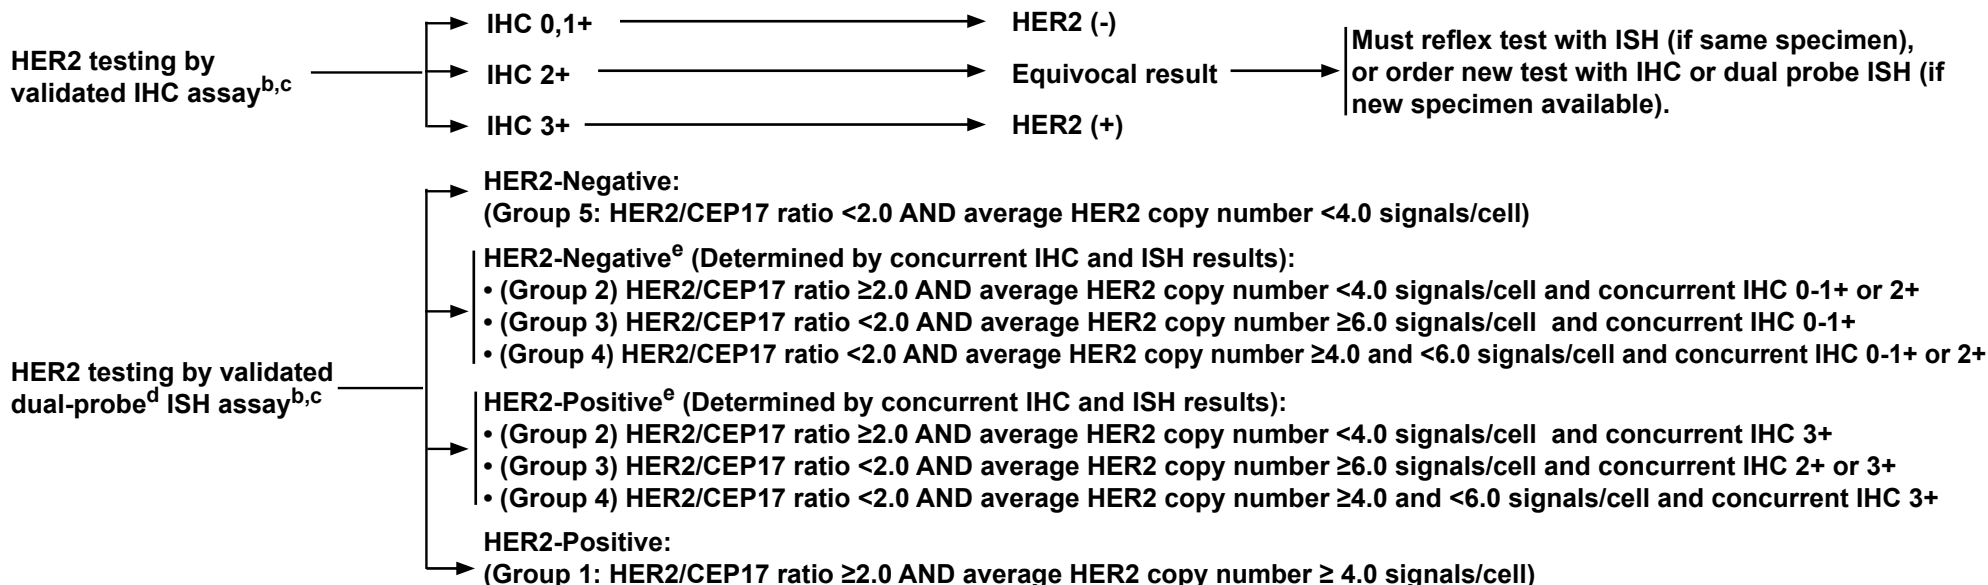 HER2 testing by
validated IHC assayb,c
IHC 0,1+
HER2 (-)
IHC 2+
Equivocal result
Must reflex test with ISH (if same specimen),
or order new test with IHC or dual probe ISH (if
new specimen available).
IHC 3+
HER2 (+)
HER2 testing by validated
dual-probed ISH assayb,c
HER2-Negative:
(Group 5: HER2/CEP17 ratio <2.0 AND average HER2 copy number <4.0 signals/cell)
HER2-Negativee (Determined by concurrent IHC and ISH results):
• (Group 2) HER2/CEP17 ratio ≥2.0 AND average HER2 copy number <4.0 signals/cell and concurrent IHC 0-1+ or 2+
• (Group 3) HER2/CEP17 ratio <2.0 AND average HER2 copy number ≥6.0 signals/cell and concurrent IHC 0-1+
• (Group 4) HER2/CEP17 ratio <2.0 AND average HER2 copy number ≥4.0 and <6.0 signals/cell and concurrent IHC 0-1+ or 2+
HER2-Positivee (Determined by concurrent IHC and ISH results):
• (Group 2) HER2/CEP17 ratio ≥2.0 AND average HER2 copy number <4.0 signals/cell and concurrent IHC 3+
• (Group 3) HER2/CEP17 ratio <2.0 AND average HER2 copy number ≥6.0 signals/cell and concurrent IHC 2+ or 3+
• (Group 4) HER2/CEP17 ratio <2.0 AND average HER2 copy number ≥4.0 and <6.0 signals/cell and concurrent IHC 3+
HER2-Positive:
(Group 1: HER2/CEP17 ratio ≥2.0 AND average HER2 copy number ≥ 4.0 signals/cell)